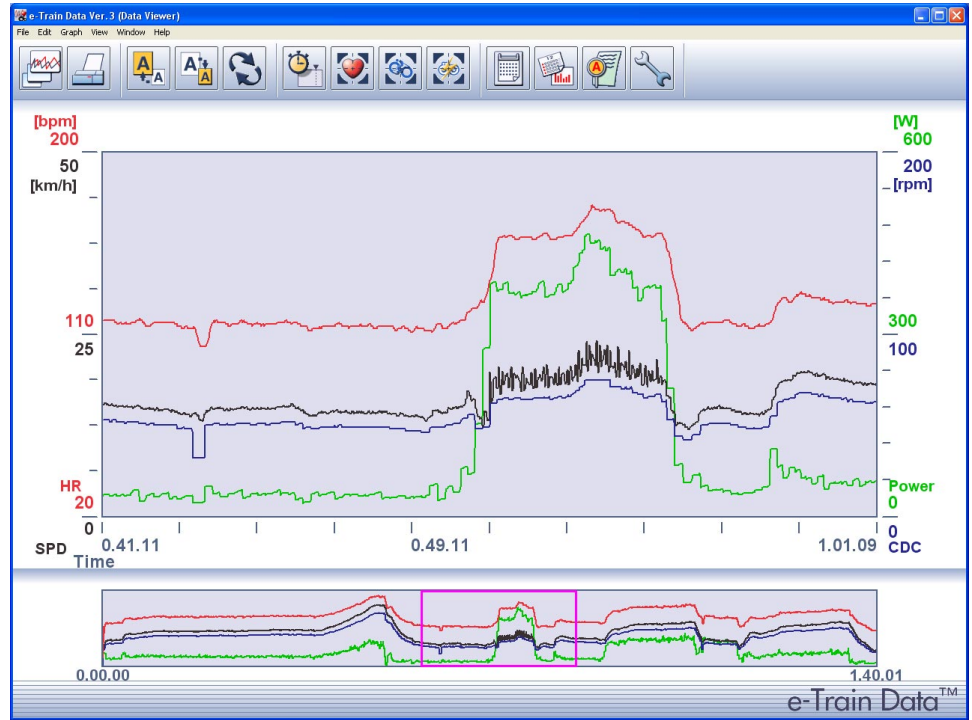 e-Train Data Ver. 3 (Data Viewer)
File Edit Graph View Window Help
A A
A A
A
[bpm]
200
50
[km/h]
[W]
600
200
[rpm]
110
25
300
100
HR
20
0
SPD
Power
0
0
CDC
0.41.11 0.49.11 1.01.09
Time
0.00.00 1.40.01
e-Train Data™